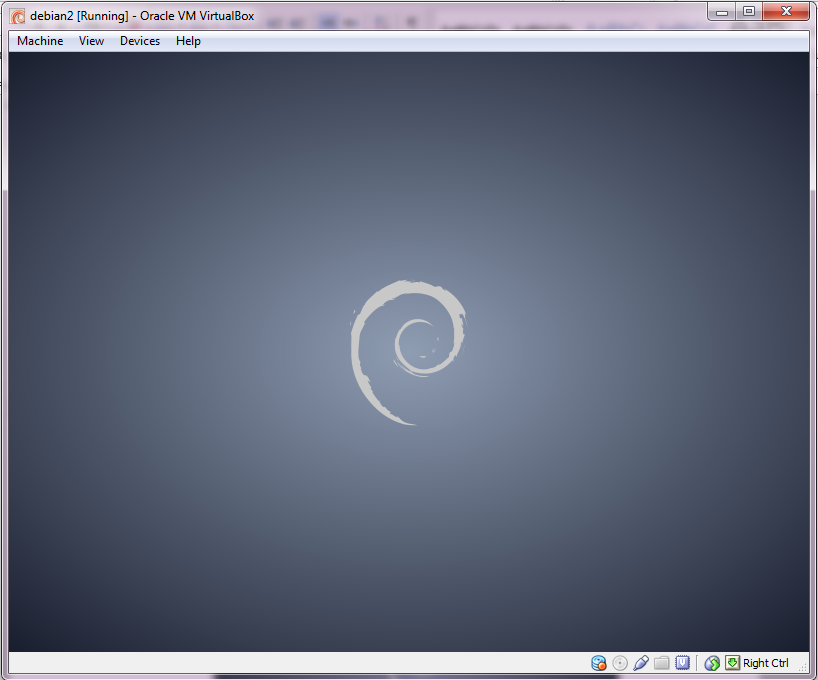 debian2 [Running] - Oracle VM VirtualBox
Machine View Devices Help
Right Ctrl